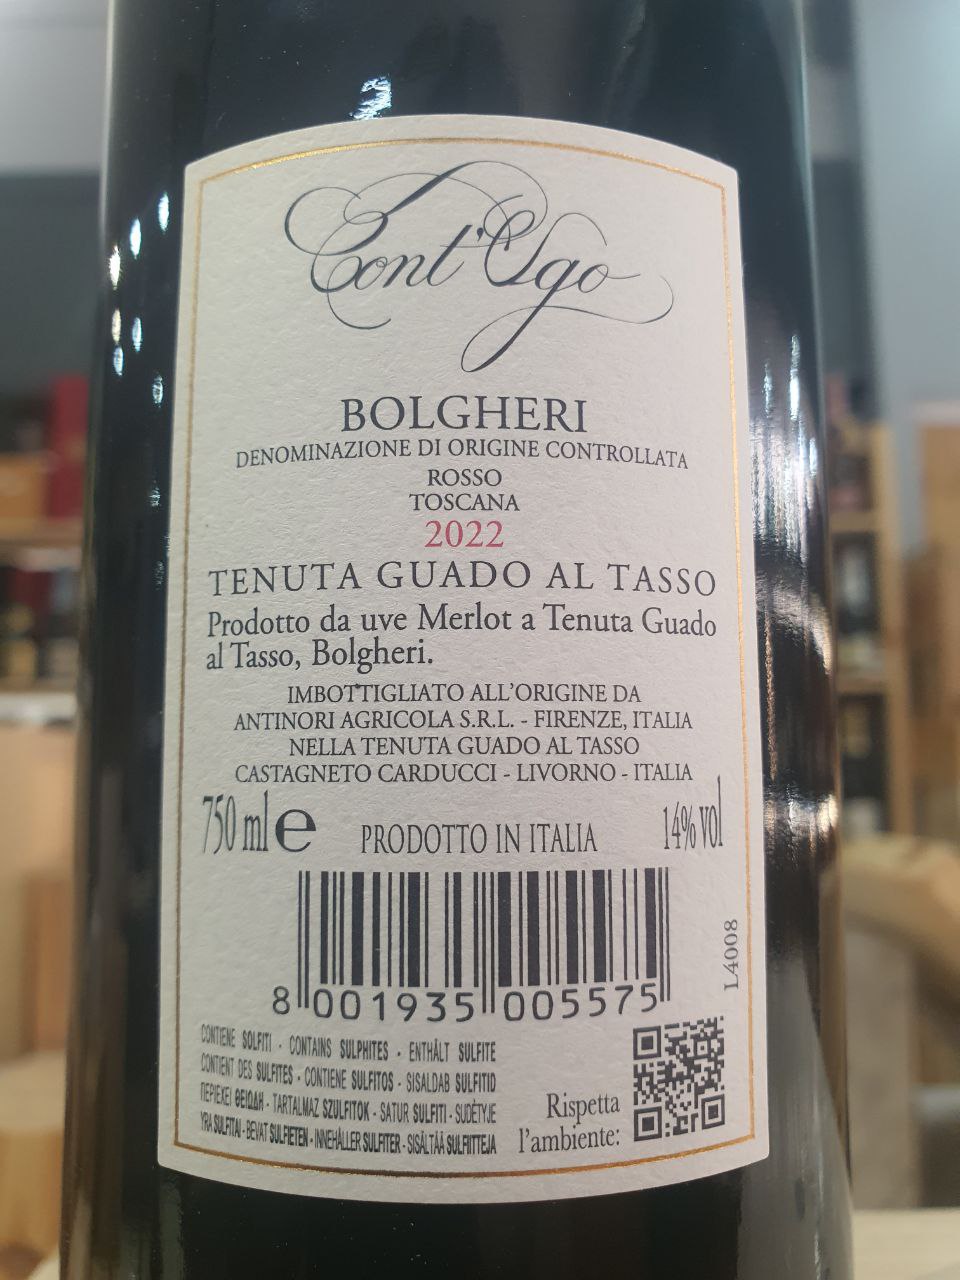 Cont'Ugo
BOLGHERI
DENOMINAZIONE DI ORIGINE CONTROLLATA
ROSSO
TOSCANA
2022
TENUTA GUADO AL TASSO
Prodotto da uve Merlot a Tenuta Guado
al Tasso, Bolgheri.
IMBOTTIGLIATO ALL'ORIGINE DA
ANTINORI AGRICOLA S.R.L. - FIRENZE, ITALIA
NELLA TENUTA GUADO AL TASSO
CASTAGNETO CARDUCCI - LIVORNO - ITALIA
750 ml e PRODOTTO IN ITALIA 14% vol
L4008
8 001935 005575
CONTIENE SOLFITI - CONTAINS SULPHITES - ENTHÄLT SULFITE
CONTIENT DES SULFITES - CONTIENE SULFITOS - SISALDAB SULFITID
ΠΕΡΙΕΧΕΙ ΘΕΙΩΔΗ - TARTALMAZ SZULFITOK - SATUR SULFITI - SUDĖTYJE
YRA SULFITAI - BEVAT SULFIETEN - INNEHÅLLER SULFITER - SISÄLTÄÄ SULFIITTEJA
Rispetta
l'ambiente: